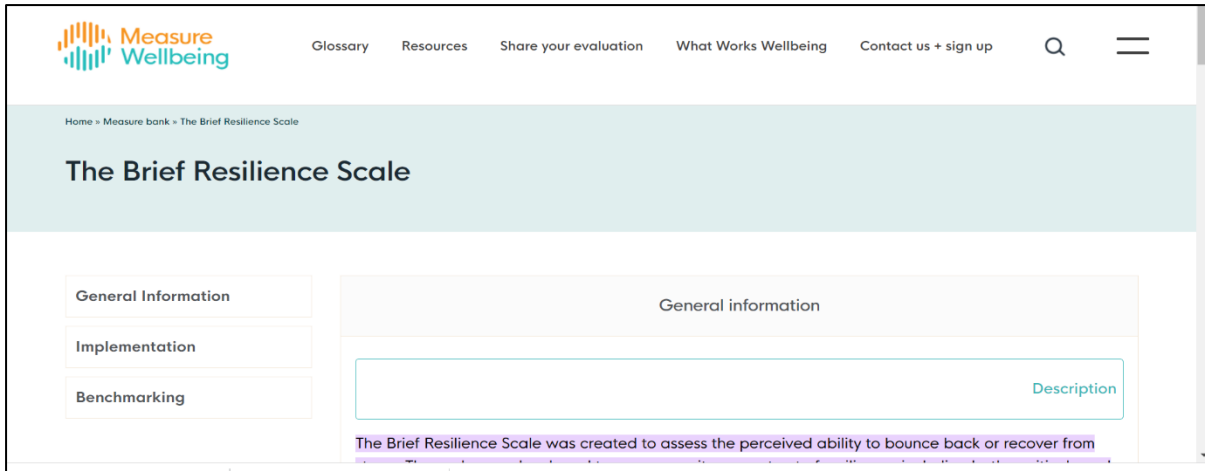 Measure
Wellbeing
Glossary Resources Share your evaluation What Works Wellbeing Contact us + sign up
Home » Measure bank » The Brief Resilience Scale
The Brief Resilience Scale
General Information
Implementation
Benchmarking
General information
Description
The Brief Resilience Scale was created to assess the perceived ability to bounce back or recover from